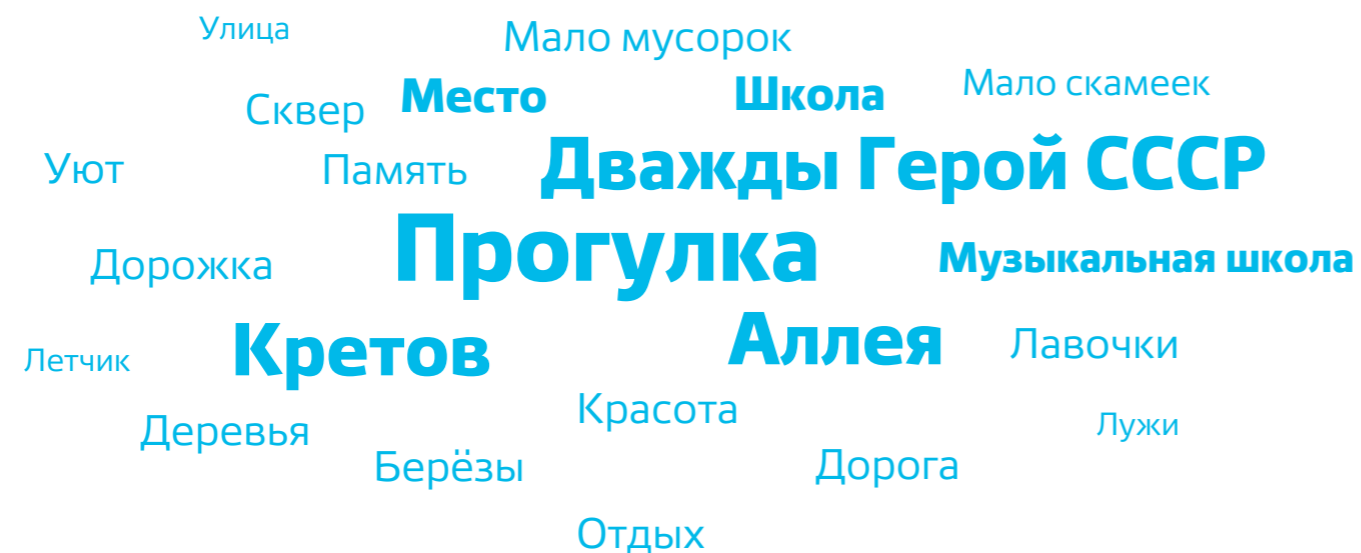 Улица
Мало мусорок
Место
Школа
Мало скамеек
Сквер
Уют
Память
Дважды Герой СССР
Дорожка
Прогулка
Музыкальная школа
Летчик
Кретов
Аллея
Лавочки
Деревья
Красота
Лужи
Берёзы
Дорога
Отдых